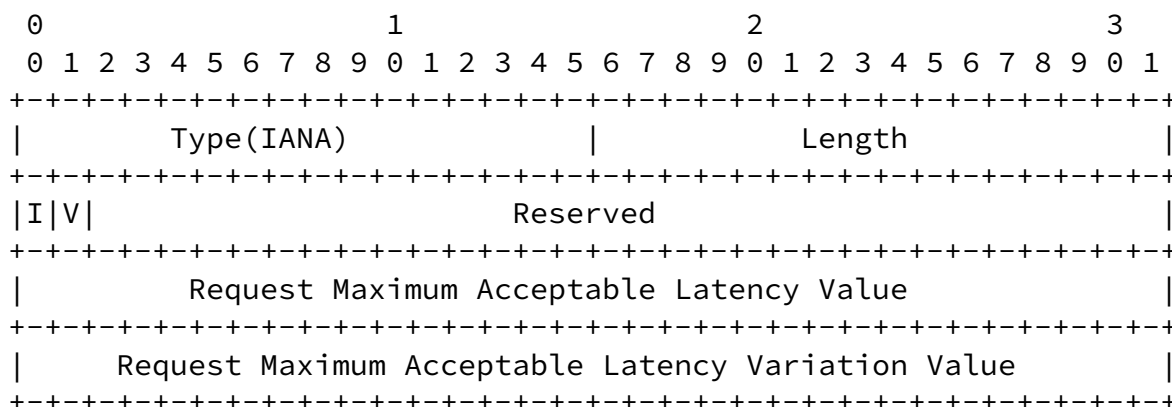 0                   1                   2                   3
 0 1 2 3 4 5 6 7 8 9 0 1 2 3 4 5 6 7 8 9 0 1 2 3 4 5 6 7 8 9 0 1
+-+-+-+-+-+-+-+-+-+-+-+-+-+-+-+-+-+-+-+-+-+-+-+-+-+-+-+-+-+-+-+-+
|        Type(IANA)             |           Length              |
+-+-+-+-+-+-+-+-+-+-+-+-+-+-+-+-+-+-+-+-+-+-+-+-+-+-+-+-+-+-+-+-+
|I|V|                       Reserved                            |
+-+-+-+-+-+-+-+-+-+-+-+-+-+-+-+-+-+-+-+-+-+-+-+-+-+-+-+-+-+-+-+-+
|         Request Maximum Acceptable Latency Value              |
+-+-+-+-+-+-+-+-+-+-+-+-+-+-+-+-+-+-+-+-+-+-+-+-+-+-+-+-+-+-+-+-+
|     Request Maximum Acceptable Latency Variation Value        |
+-+-+-+-+-+-+-+-+-+-+-+-+-+-+-+-+-+-+-+-+-+-+-+-+-+-+-+-+-+-+-+-+